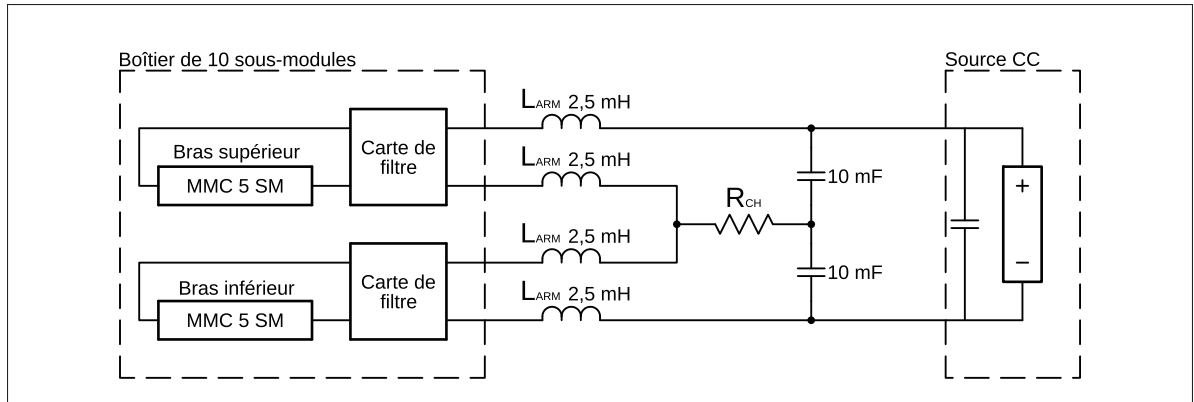 Boîtier de 10 sous-modules
Source CC
LARM 2,5 mH
Bras supérieur
MMC 5 SM
Carte de
filtre
LARM 2,5 mH
10 mF
RCH
+
−
LARM 2,5 mH
Bras inférieur
MMC 5 SM
Carte de
filtre
10 mF
LARM 2,5 mH